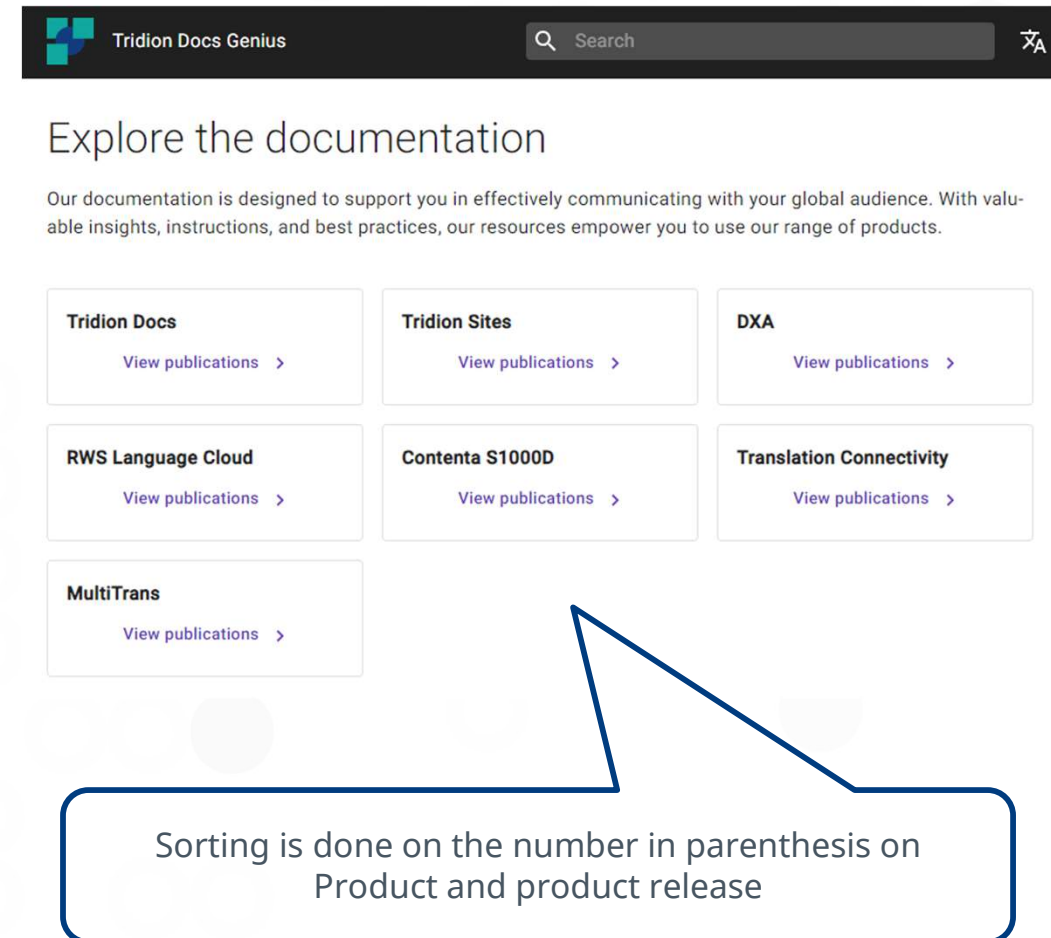 Tridion Docs Genius
Search
Explore the documentation
Our documentation is designed to support you in effectively communicating with your global audience. With valu-
able insights, instructions, and best practices, our resources empower you to use our range of products.
Tridion Docs
View publications >
Tridion Sites
View publications >
DXA
View publications >
RWS Language Cloud
View publications >
Contenta S1000D
View publications >
Translation Connectivity
View publications >
MultiTrans
View publications >
Sorting is done on the number in parenthesis on
Product and product release